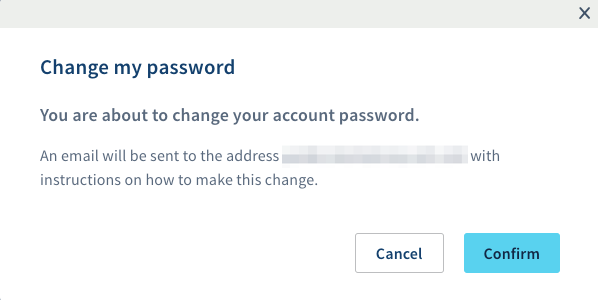 Change my password
You are about to change your account password.
An email will be sent to the address with
instructions on how to make this change.
Cancel
Confirm